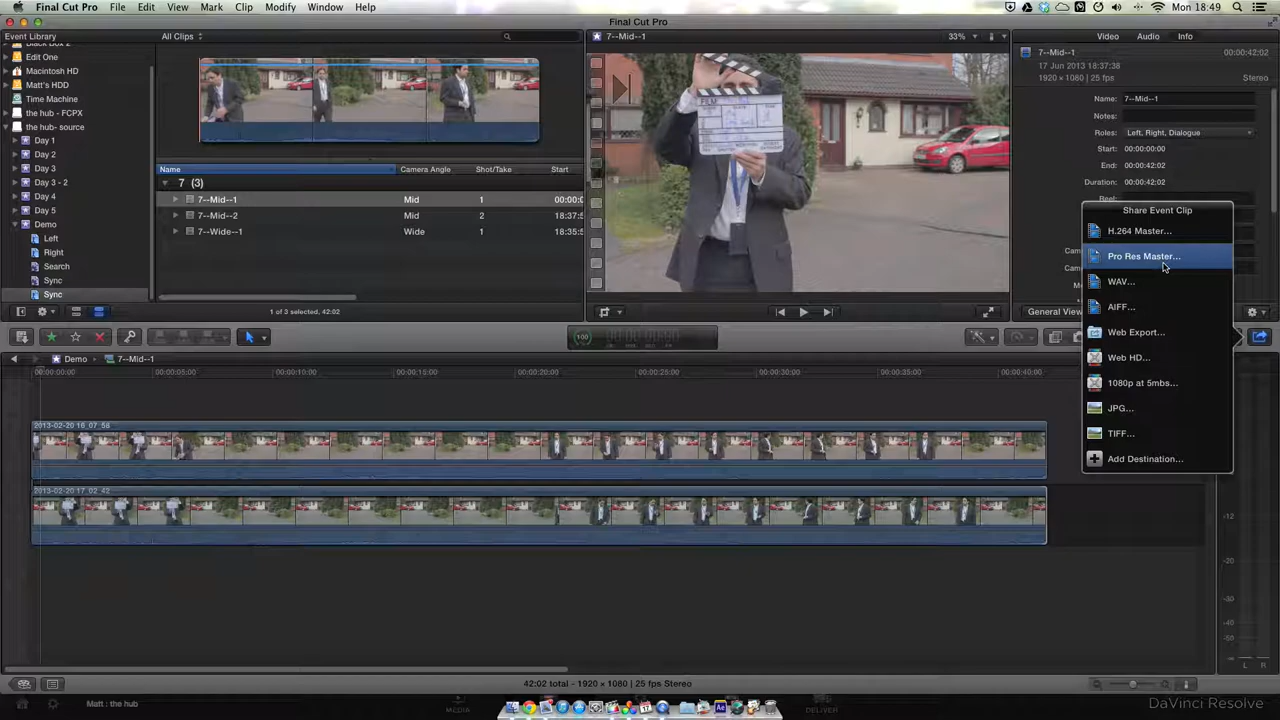 Final Cut Pro File Edit View Mark Clip Modify Window Help Mon 18:49
Final Cut Pro
Event Library
All Clips
7--Mid--1
33%
Video Audio Info
Black Box 2
Edit One
Macintosh HD
Matt's HDD
Time Machine
the hub - FCPX
the hub- source
Day 1
Day 2
Day 3
Day 3 - 2
Day 4
Day 5
Demo
Left
Right
Search
Sync
Sync
Name Camera Angle Shot/Take Start
7 (3)
7--Mid--1 Mid 1 00:00:0
7--Mid--2 Mid 2 18:37:5
7--Wide--1 Wide 1 18:35:5
1 of 3 selected, 42:02
FILM
7--Mid--1 00:00:42:02
17 Jun 2013 18:37:38
1920 × 1080 | 25 fps Stereo
Name: 7--Mid--1
Notes:
Roles: Left, Right, Dialogue
Start: 00:00:00:00
End: 00:00:42:02
Duration: 00:00:42:02
Reel:
General View
Share Event Clip
H.264 Master...
Pro Res Master...
WAV...
AIFF...
Web Export...
Web HD...
1080p at 5mbs...
JPG...
TIFF...
Add Destination...
100
Demo 7--Mid--1
00:00:00:00 00:00:05:00 00:00:10:00 00:00:15:00 00:00:20:00 00:00:25:00 00:00:30:00 00:00:35:00 00:00:40:00
2013-02-20 16_07_58
2013-02-20 17_02_42
-12
-20
-30
-40
-50
L R
42:02 total - 1920 × 1080 | 25 fps Stereo
Matt : the hub
MEDIA
DELIVER
DaVinci Resolve